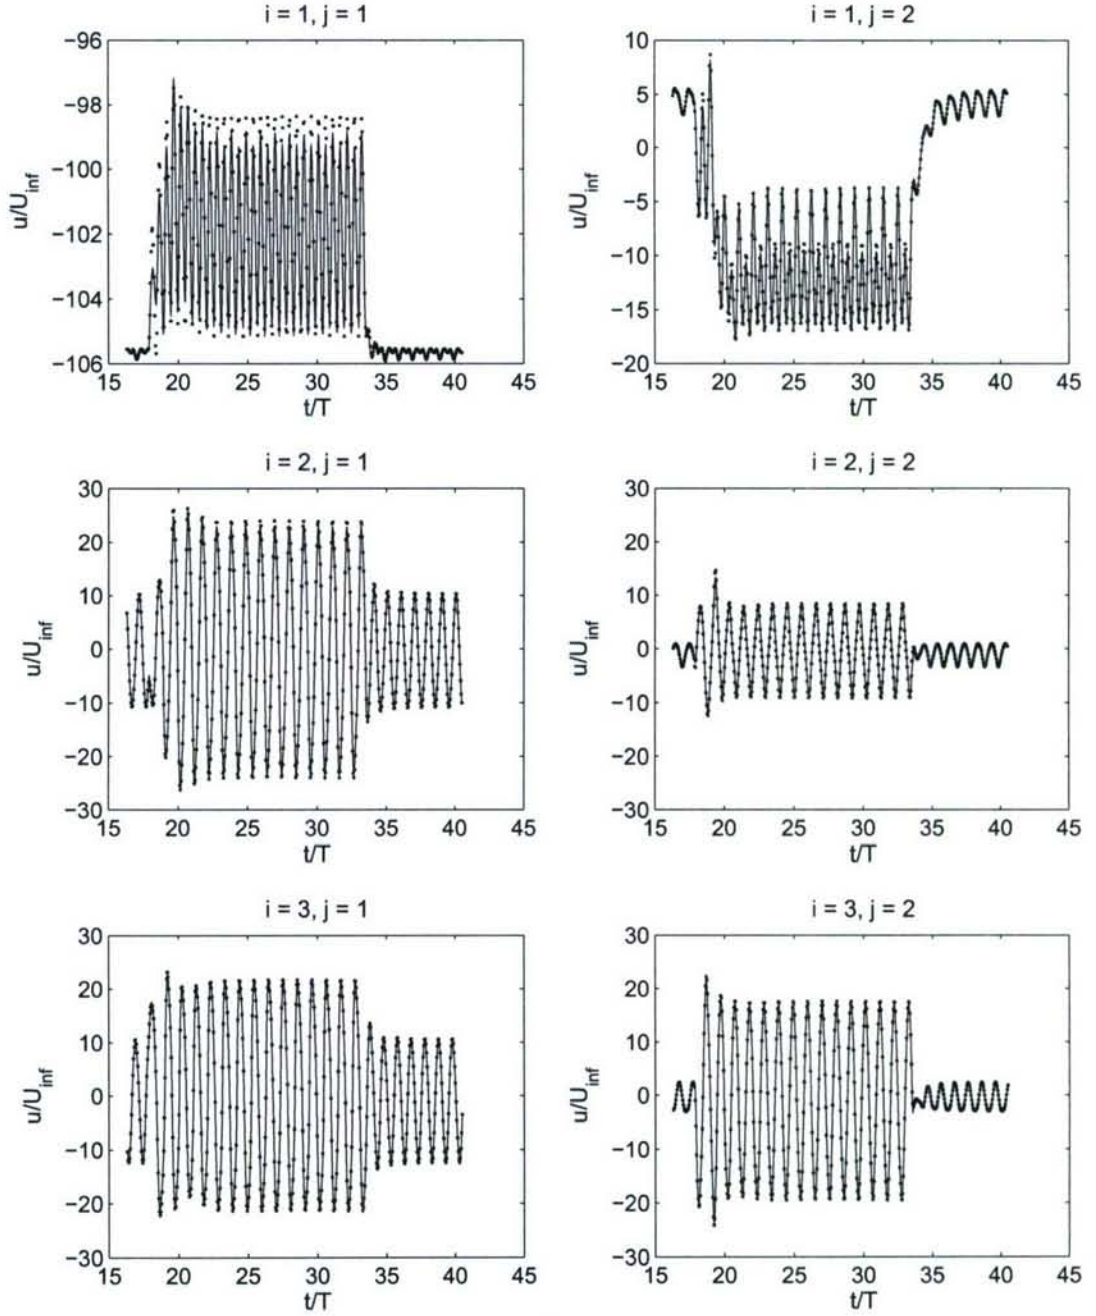 i = 1, j = 1
−96
−98
−100
−102
−104
−106
u/U_inf
15 20 25 30 35 40 45
t/T
i = 1, j = 2
10
5
0
−5
−10
−15
−20
u/U_inf
15 20 25 30 35 40 45
t/T
i = 2, j = 1
30
20
10
0
−10
−20
−30
u/U_inf
15 20 25 30 35 40 45
t/T
i = 2, j = 2
30
20
10
0
−10
−20
−30
u/U_inf
15 20 25 30 35 40 45
t/T
i = 3, j = 1
30
20
10
0
−10
−20
−30
u/U_inf
15 20 25 30 35 40 45
t/T
i = 3, j = 2
30
20
10
0
−10
−20
−30
u/U_inf
15 20 25 30 35 40 45
t/T